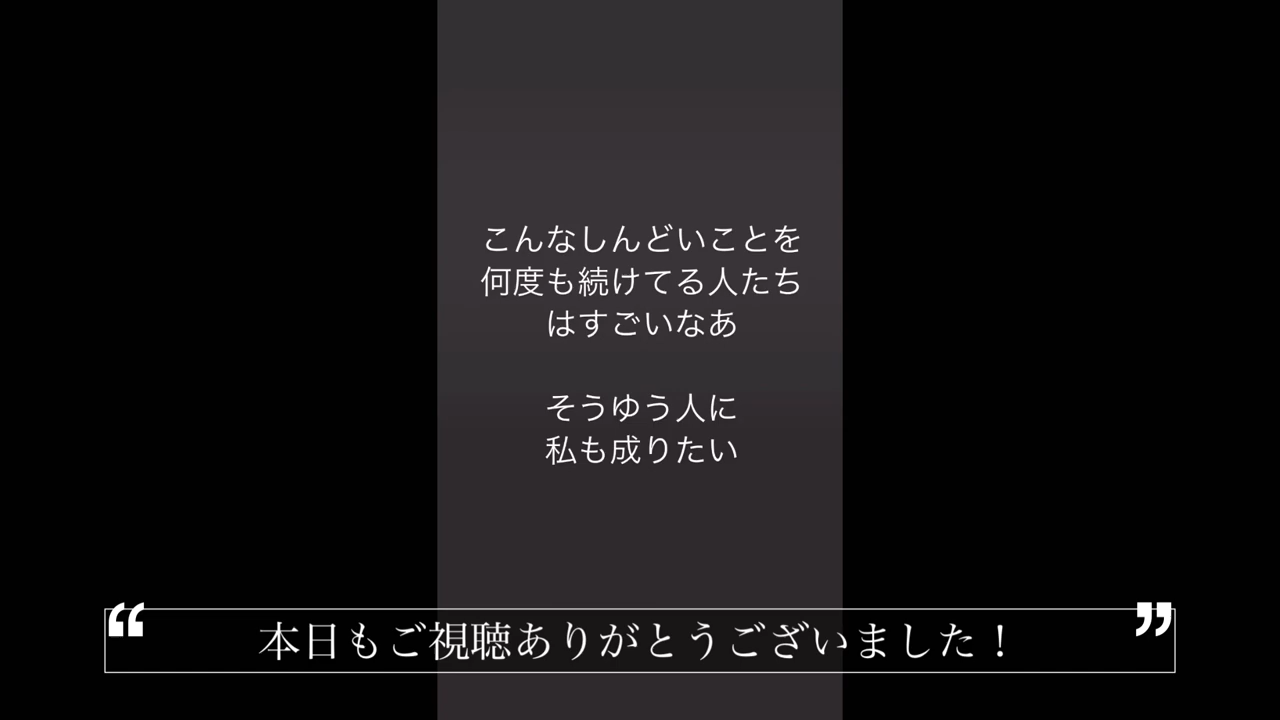 こんなしんどいことを
何度も続けてる人たち
はすごいなあ
そうゆう人に
私も成りたい
“本日もご視聴ありがとうございました！”